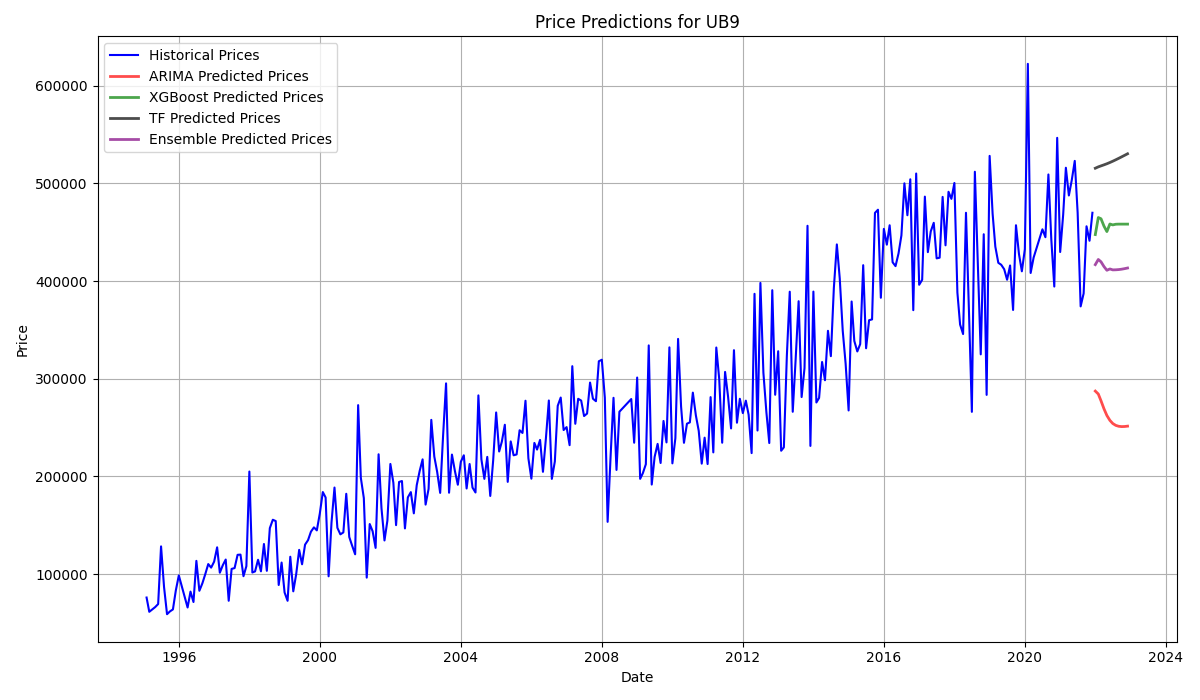 Price Predictions for UB9
Historical Prices
ARIMA Predicted Prices
XGBoost Predicted Prices
TF Predicted Prices
Ensemble Predicted Prices
600000
500000
400000
300000
200000
100000
Price
1996 2000 2004 2008 2012 2016 2020 2024
Date